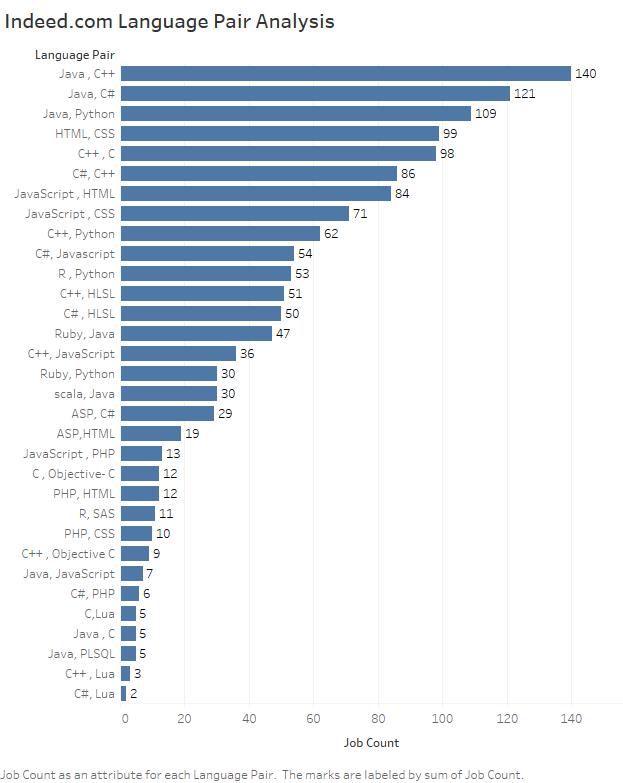 Indeed.com Language Pair Analysis
Language Pair
Java , C++ 140
Java, C# 121
Java, Python 109
HTML, CSS 99
C++ , C 98
C#, C++ 86
JavaScript , HTML 84
JavaScript , CSS 71
C++, Python 62
C#, Javascript 54
R , Python 53
C++, HLSL 51
C# , HLSL 50
Ruby, Java 47
C++, JavaScript 36
Ruby, Python 30
scala, Java 30
ASP, C# 29
ASP,HTML 19
JavaScript , PHP 13
C , Objective- C 12
PHP, HTML 12
R, SAS 11
PHP, CSS 10
C++ , Objective C 9
Java, JavaScript 7
C#, PHP 6
C,Lua 5
Java , C 5
Java, PLSQL 5
C++ , Lua 3
C#, Lua 2
0 20 40 60 80 100 120 140
Job Count
Job Count as an attribute for each Language Pair. The marks are labeled by sum of Job Count.